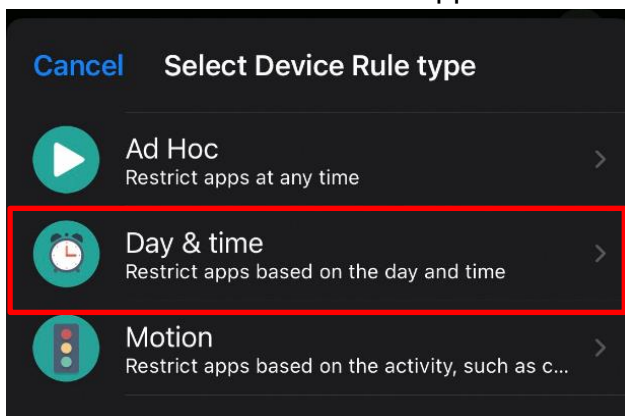 Cancel Select Device Rule type
Ad Hoc
Restrict apps at any time
Day & time
Restrict apps based on the day and time
Motion
Restrict apps based on the activity, such as c...